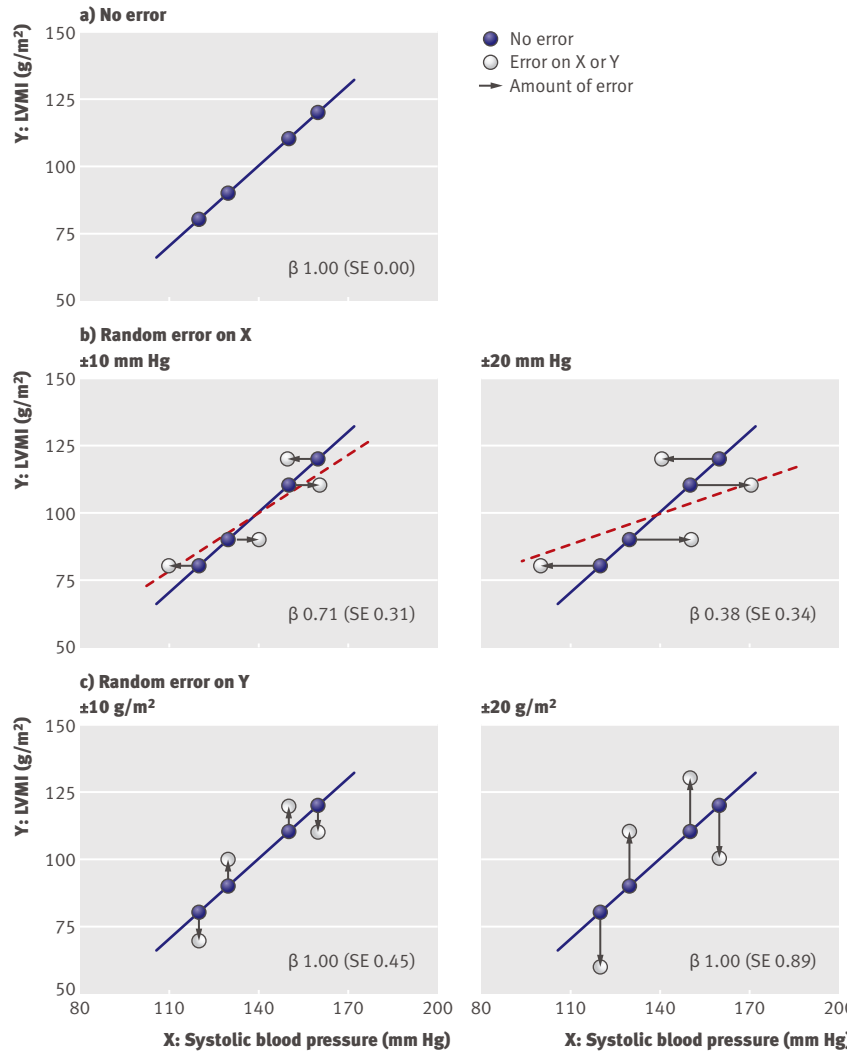 a) No error
Y: LVMI (g/m²)
150
125
100
75
50
β 1.00 (SE 0.00)
No error
Error on X or Y
Amount of error
b) Random error on X
±10 mm Hg
Y: LVMI (g/m²)
150
125
100
75
50
β 0.71 (SE 0.31)
±20 mm Hg
β 0.38 (SE 0.34)
c) Random error on Y
±10 g/m²
Y: LVMI (g/m²)
150
125
100
75
50
β 1.00 (SE 0.45)
80 110 140 170 200
X: Systolic blood pressure (mm Hg)
±20 g/m²
β 1.00 (SE 0.89)
80 110 140 170 200
X: Systolic blood pressure (mm Hg)